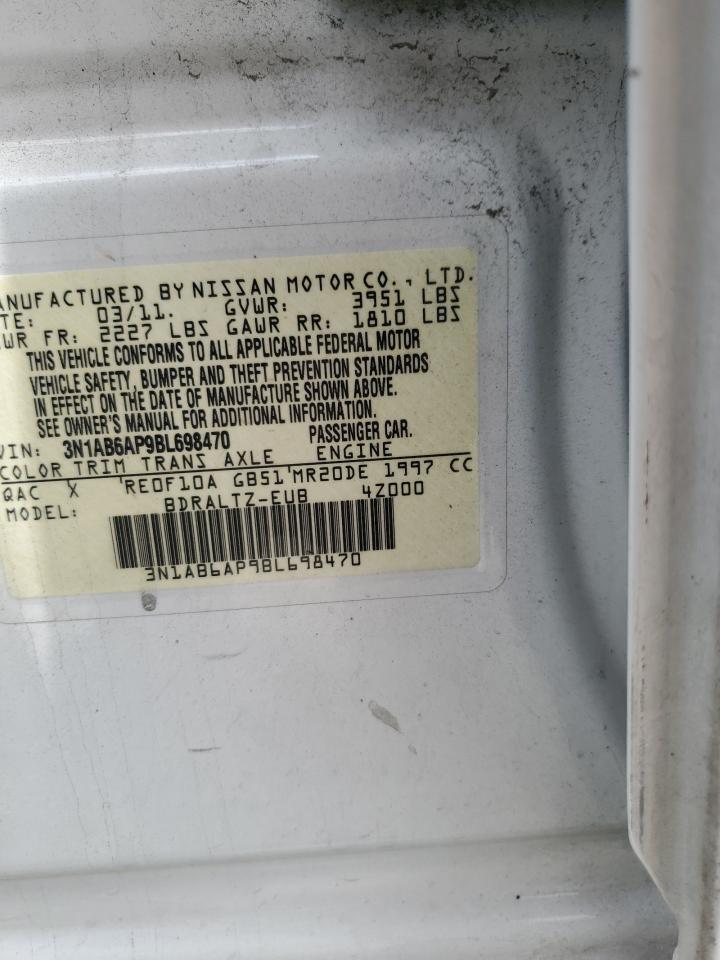 ANUFACTURED BY NISSAN MOTOR CO., LTD.
TE: 03/11. GVWR: 3951 LBS
WR FR: 2227 LBS GAWR RR: 1810 LBS
THIS VEHICLE CONFORMS TO ALL APPLICABLE FEDERAL MOTOR
VEHICLE SAFETY, BUMPER AND THEFT PREVENTION STANDARDS
IN EFFECT ON THE DATE OF MANUFACTURE SHOWN ABOVE.
SEE OWNER'S MANUAL FOR ADDITIONAL INFORMATION.
VIN: 3N1AB6AP9BL698470 PASSENGER CAR.
COLOR TRIM TRANS AXLE ENGINE
QAC X 'RE0F10A GB51'MR20DE 1997 CC
MODEL: BDRALTZ-EUB 4Z000
3N1AB6AP9BL698470